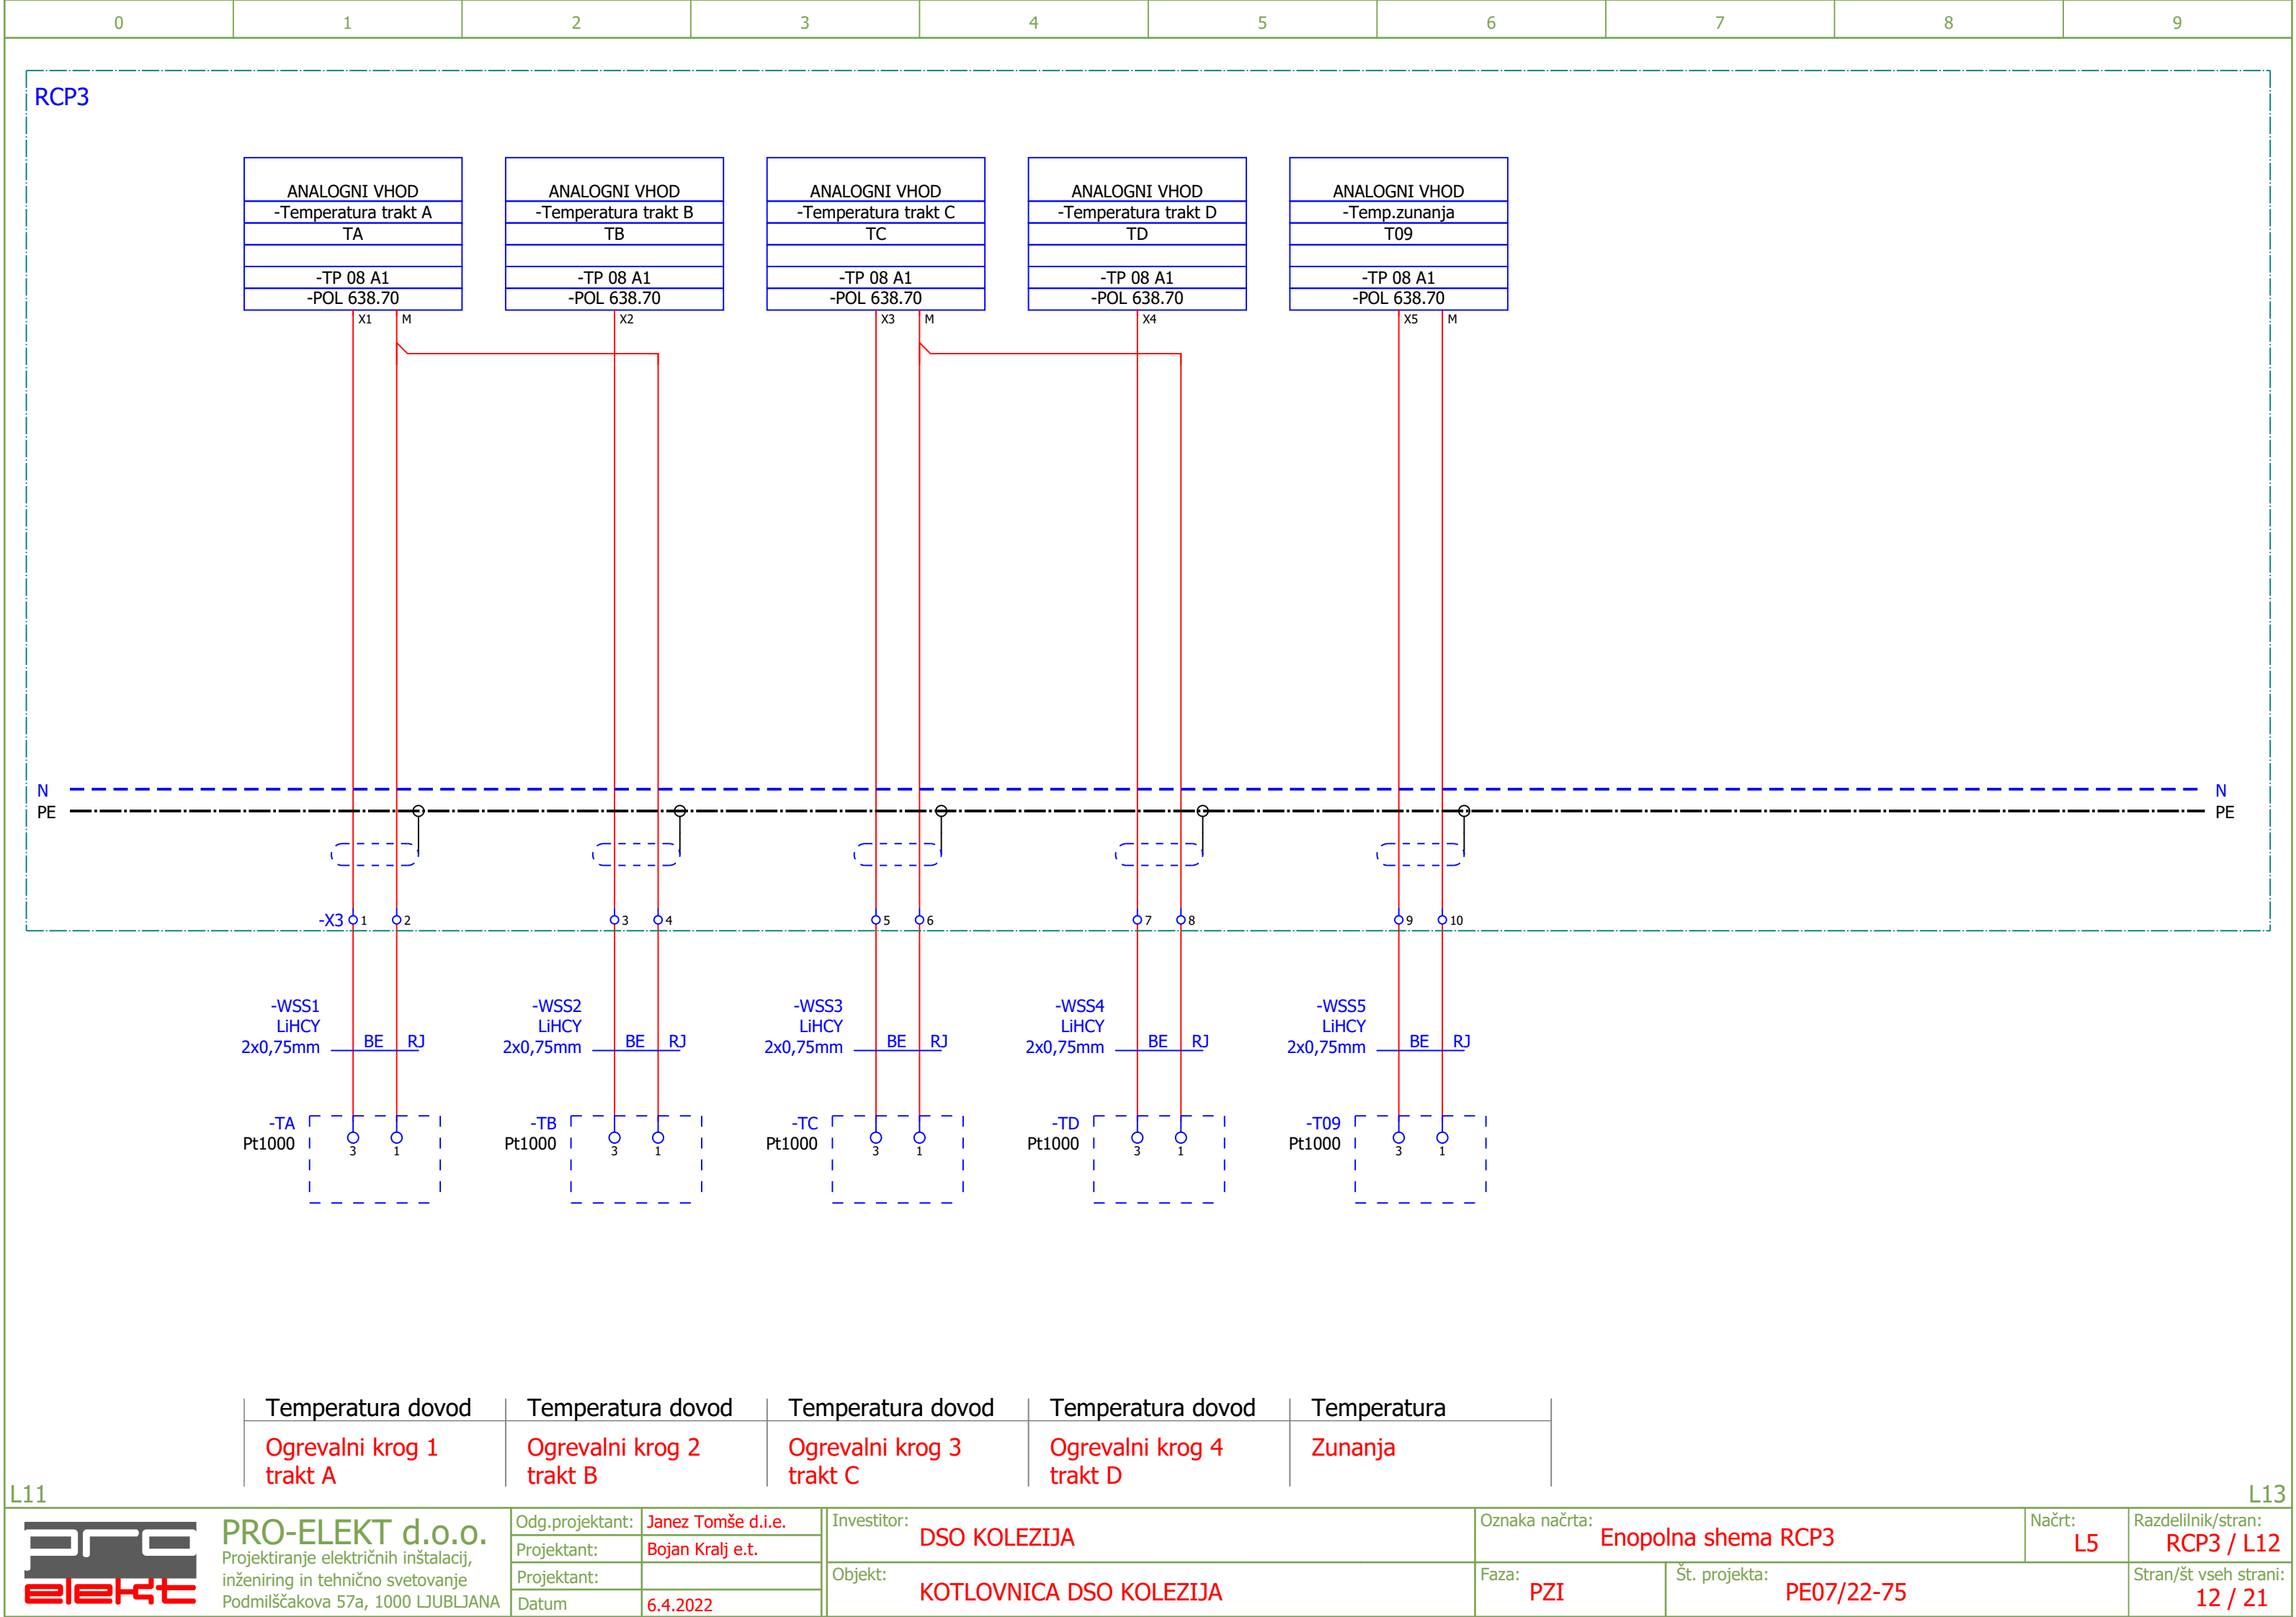 0 1 2 3 4 5 6 7 8 9
RCP3
ANALOGNI VHOD ANALOGNI VHOD ANALOGNI VHOD ANALOGNI VHOD ANALOGNI VHOD
-Temperatura trakt A -Temperatura trakt B -Temperatura trakt C -Temperatura trakt D -Temp.zunanja
TA TB TC TD T09
-TP 08 A1 -TP 08 A1 -TP 08 A1 -TP 08 A1 -TP 08 A1
-POL 638.70 -POL 638.70 -POL 638.70 -POL 638.70 -POL 638.70
X1 M X2 X3 M X4 X5 M
N N
PE PE
-X3 1 2 3 4 5 6 7 8 9 10
-WSS1 -WSS2 -WSS3 -WSS4 -WSS5
LiHCY LiHCY LiHCY LiHCY LiHCY
2x0,75mm BE RJ 2x0,75mm BE RJ 2x0,75mm BE RJ 2x0,75mm BE RJ 2x0,75mm BE RJ
-TA -TB -TC -TD -T09
Pt1000 Pt1000 Pt1000 Pt1000 Pt1000
3 1 3 1 3 1 3 1 3 1
Temperatura dovod Temperatura dovod Temperatura dovod Temperatura dovod Temperatura
Ogrevalni krog 1 Ogrevalni krog 2 Ogrevalni krog 3 Ogrevalni krog 4 Zunanja
trakt A trakt B trakt C trakt D
L11 L13
pro
elekt
PRO-ELEKT d.o.o.
Projektiranje električnih inštalacij,
inženiring in tehnično svetovanje
Podmilščakova 57a, 1000 LJUBLJANA
Odg.projektant: Janez Tomše d.i.e.
Projektant: Bojan Kralj e.t.
Projektant:
Datum 6.4.2022
Investitor: DSO KOLEZIJA
Objekt: KOTLOVNICA DSO KOLEZIJA
Oznaka načrta: Enopolna shema RCP3
Načrt: L5
Razdelilnik/stran: RCP3 / L12
Faza: PZI
Št. projekta: PE07/22-75
Stran/št vseh strani: 12 / 21